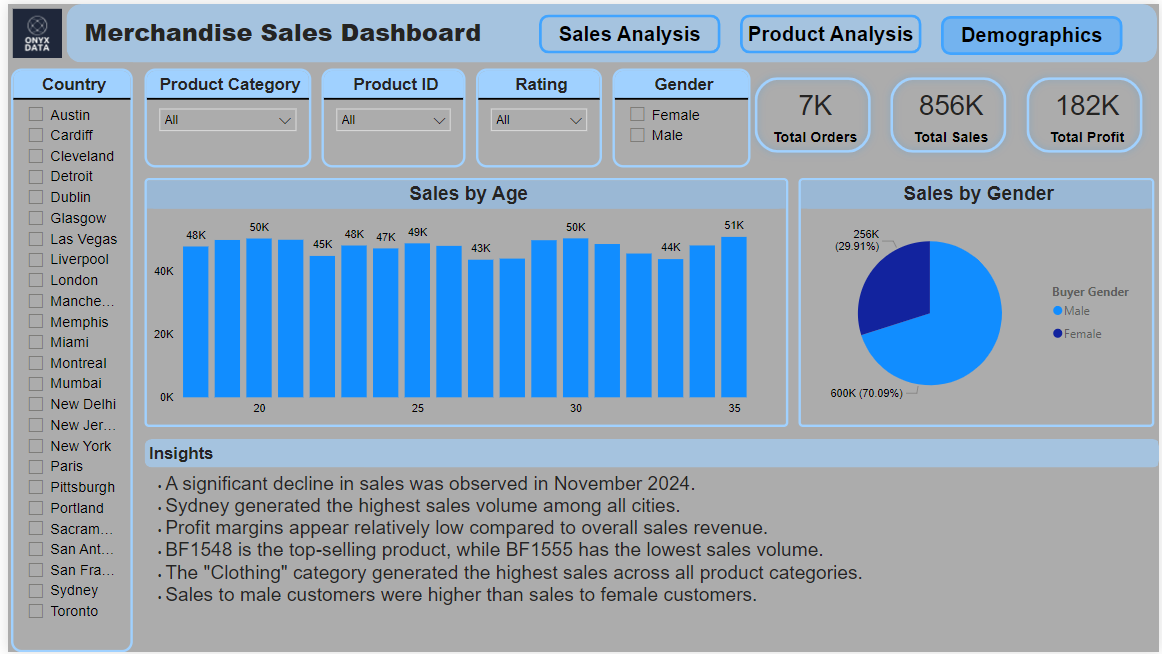 ONYX
DATA
Merchandise Sales Dashboard
Sales Analysis
Product Analysis
Demographics
Country
Austin
Cardiff
Cleveland
Detroit
Dublin
Glasgow
Las Vegas
Liverpool
London
Manche...
Memphis
Miami
Montreal
Mumbai
New Delhi
New Jer...
New York
Paris
Pittsburgh
Portland
Sacram...
San Ant...
San Fra...
Sydney
Toronto
Product Category
All
Product ID
All
Rating
All
Gender
Female
Male
7K
Total Orders
856K
Total Sales
182K
Total Profit
Sales by Age
48K 50K 45K 48K 47K 49K 43K 50K 44K 51K
40K
20K
0K
20 25 30 35
Sales by Gender
256K
(29.91%)
600K (70.09%)
Buyer Gender
Male
Female
Insights
· A significant decline in sales was observed in November 2024.
· Sydney generated the highest sales volume among all cities.
· Profit margins appear relatively low compared to overall sales revenue.
· BF1548 is the top-selling product, while BF1555 has the lowest sales volume.
· The "Clothing" category generated the highest sales across all product categories.
· Sales to male customers were higher than sales to female customers.